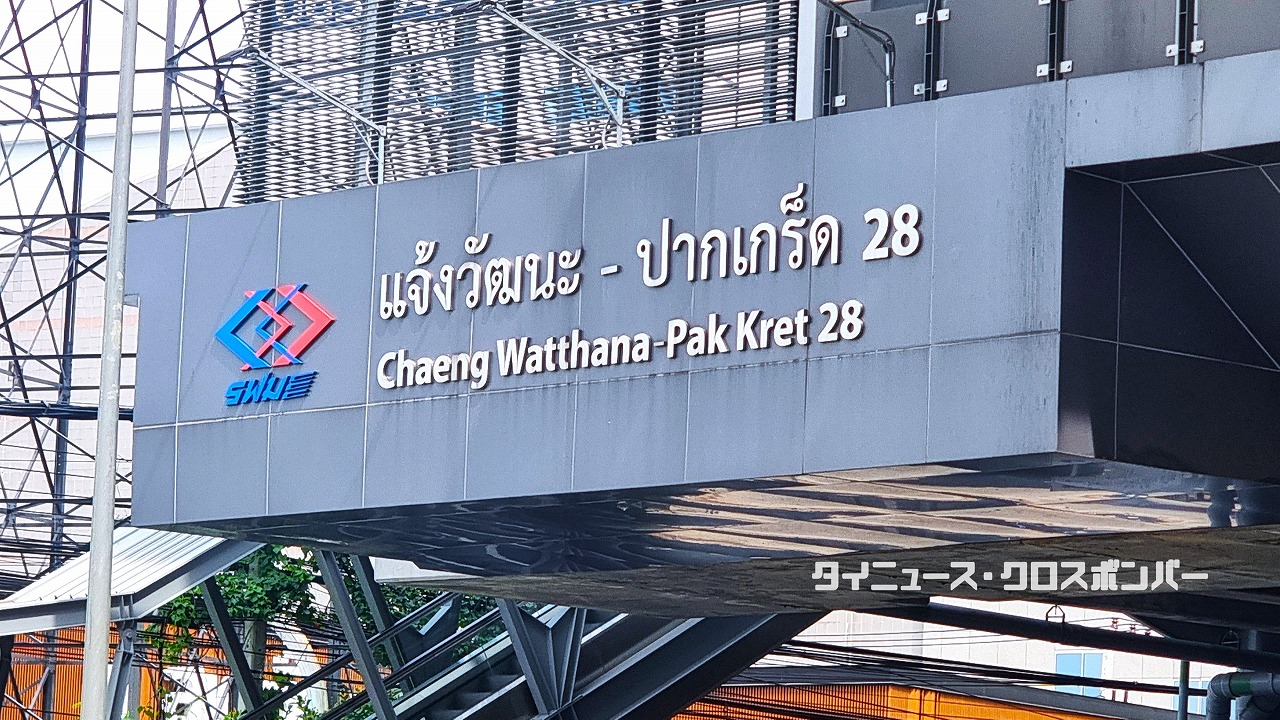 แจ้งวัฒนะ - ปากเกร็ด 28
Chaeng Watthana-Pak Kret 28
รฟม
タイニュース・クロスボンバー